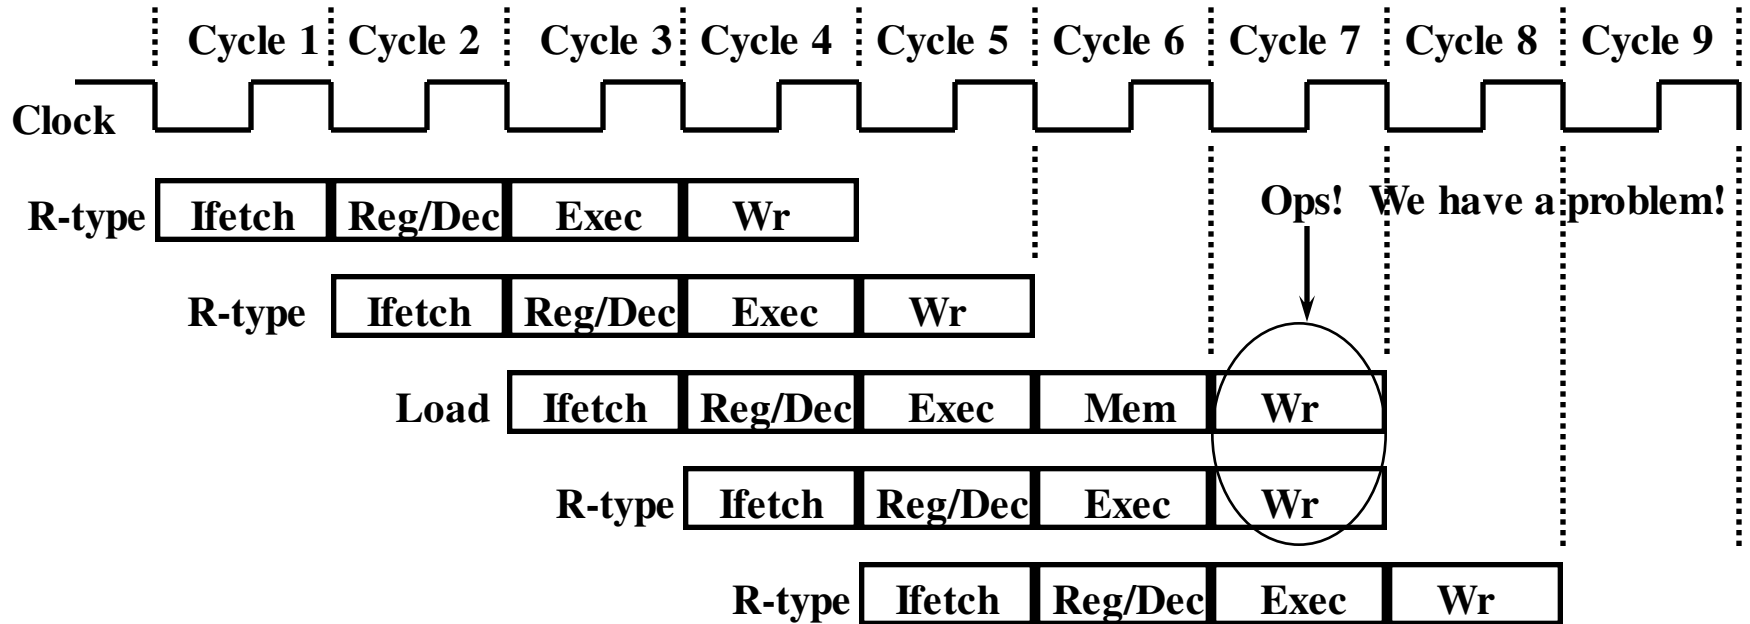 Cycle 1 Cycle 2 Cycle 3 Cycle 4 Cycle 5 Cycle 6 Cycle 7 Cycle 8 Cycle 9
Clock
Ops! We have a problem!
R-type Ifetch Reg/Dec Exec Wr
R-type Ifetch Reg/Dec Exec Wr
Load Ifetch Reg/Dec Exec Mem Wr
R-type Ifetch Reg/Dec Exec Wr
R-type Ifetch Reg/Dec Exec Wr